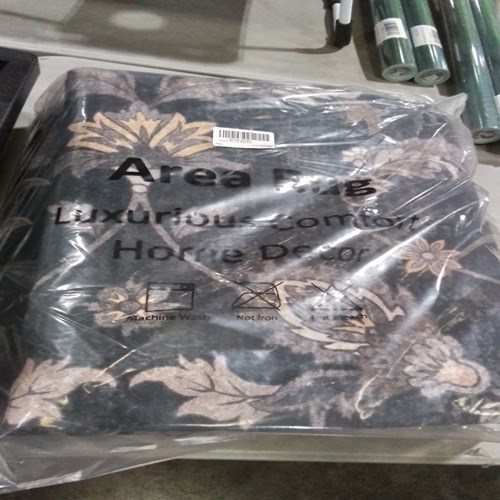 Area Rug
Luxurious Comfort
Home Decor
Machine Wash Not Iron